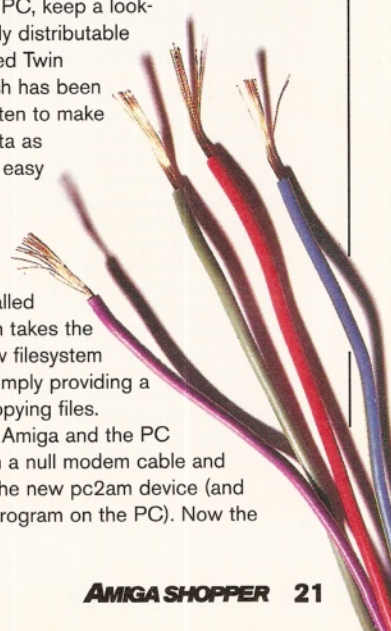 PC, keep a look-
ly distributable
ed Twin
h has been
ten to make
ta as
easy
alled
n takes the
w filesystem
mply providing a
opying files.
Amiga and the PC
n a null modem cable and
he new pc2am device (and
rogram on the PC). Now the
AMIGA SHOPPER 21